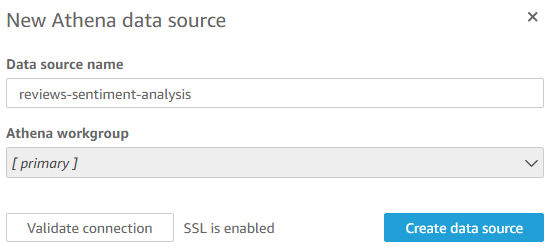 New Athena data source
Data source name
reviews-sentiment-analysis
Athena workgroup
[ primary ]
Validate connection SSL is enabled Create data source